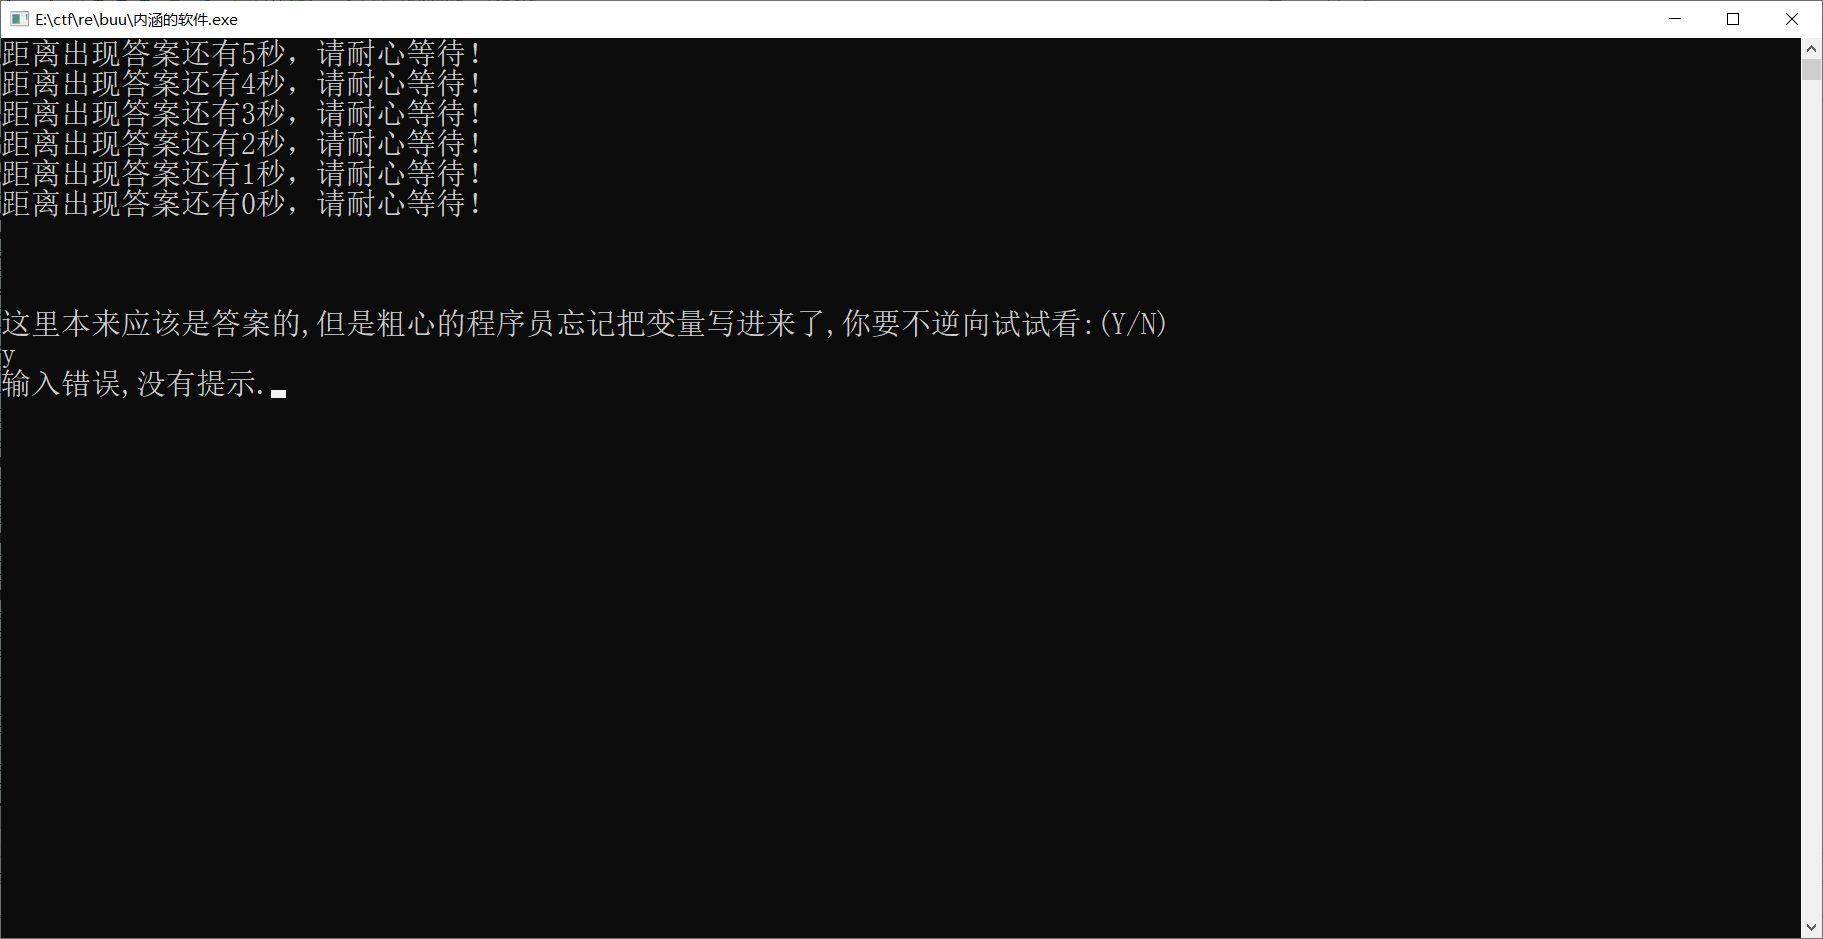 E:\ctf\re\buu\内涵的软件.exe
距离出现答案还有5秒，请耐心等待！
距离出现答案还有4秒，请耐心等待！
距离出现答案还有3秒，请耐心等待！
距离出现答案还有2秒，请耐心等待！
距离出现答案还有1秒，请耐心等待！
距离出现答案还有0秒，请耐心等待！
这里本来应该是答案的,但是粗心的程序员忘记把变量写进来了,你要不逆向试试看:(Y/N)
y
输入错误,没有提示.